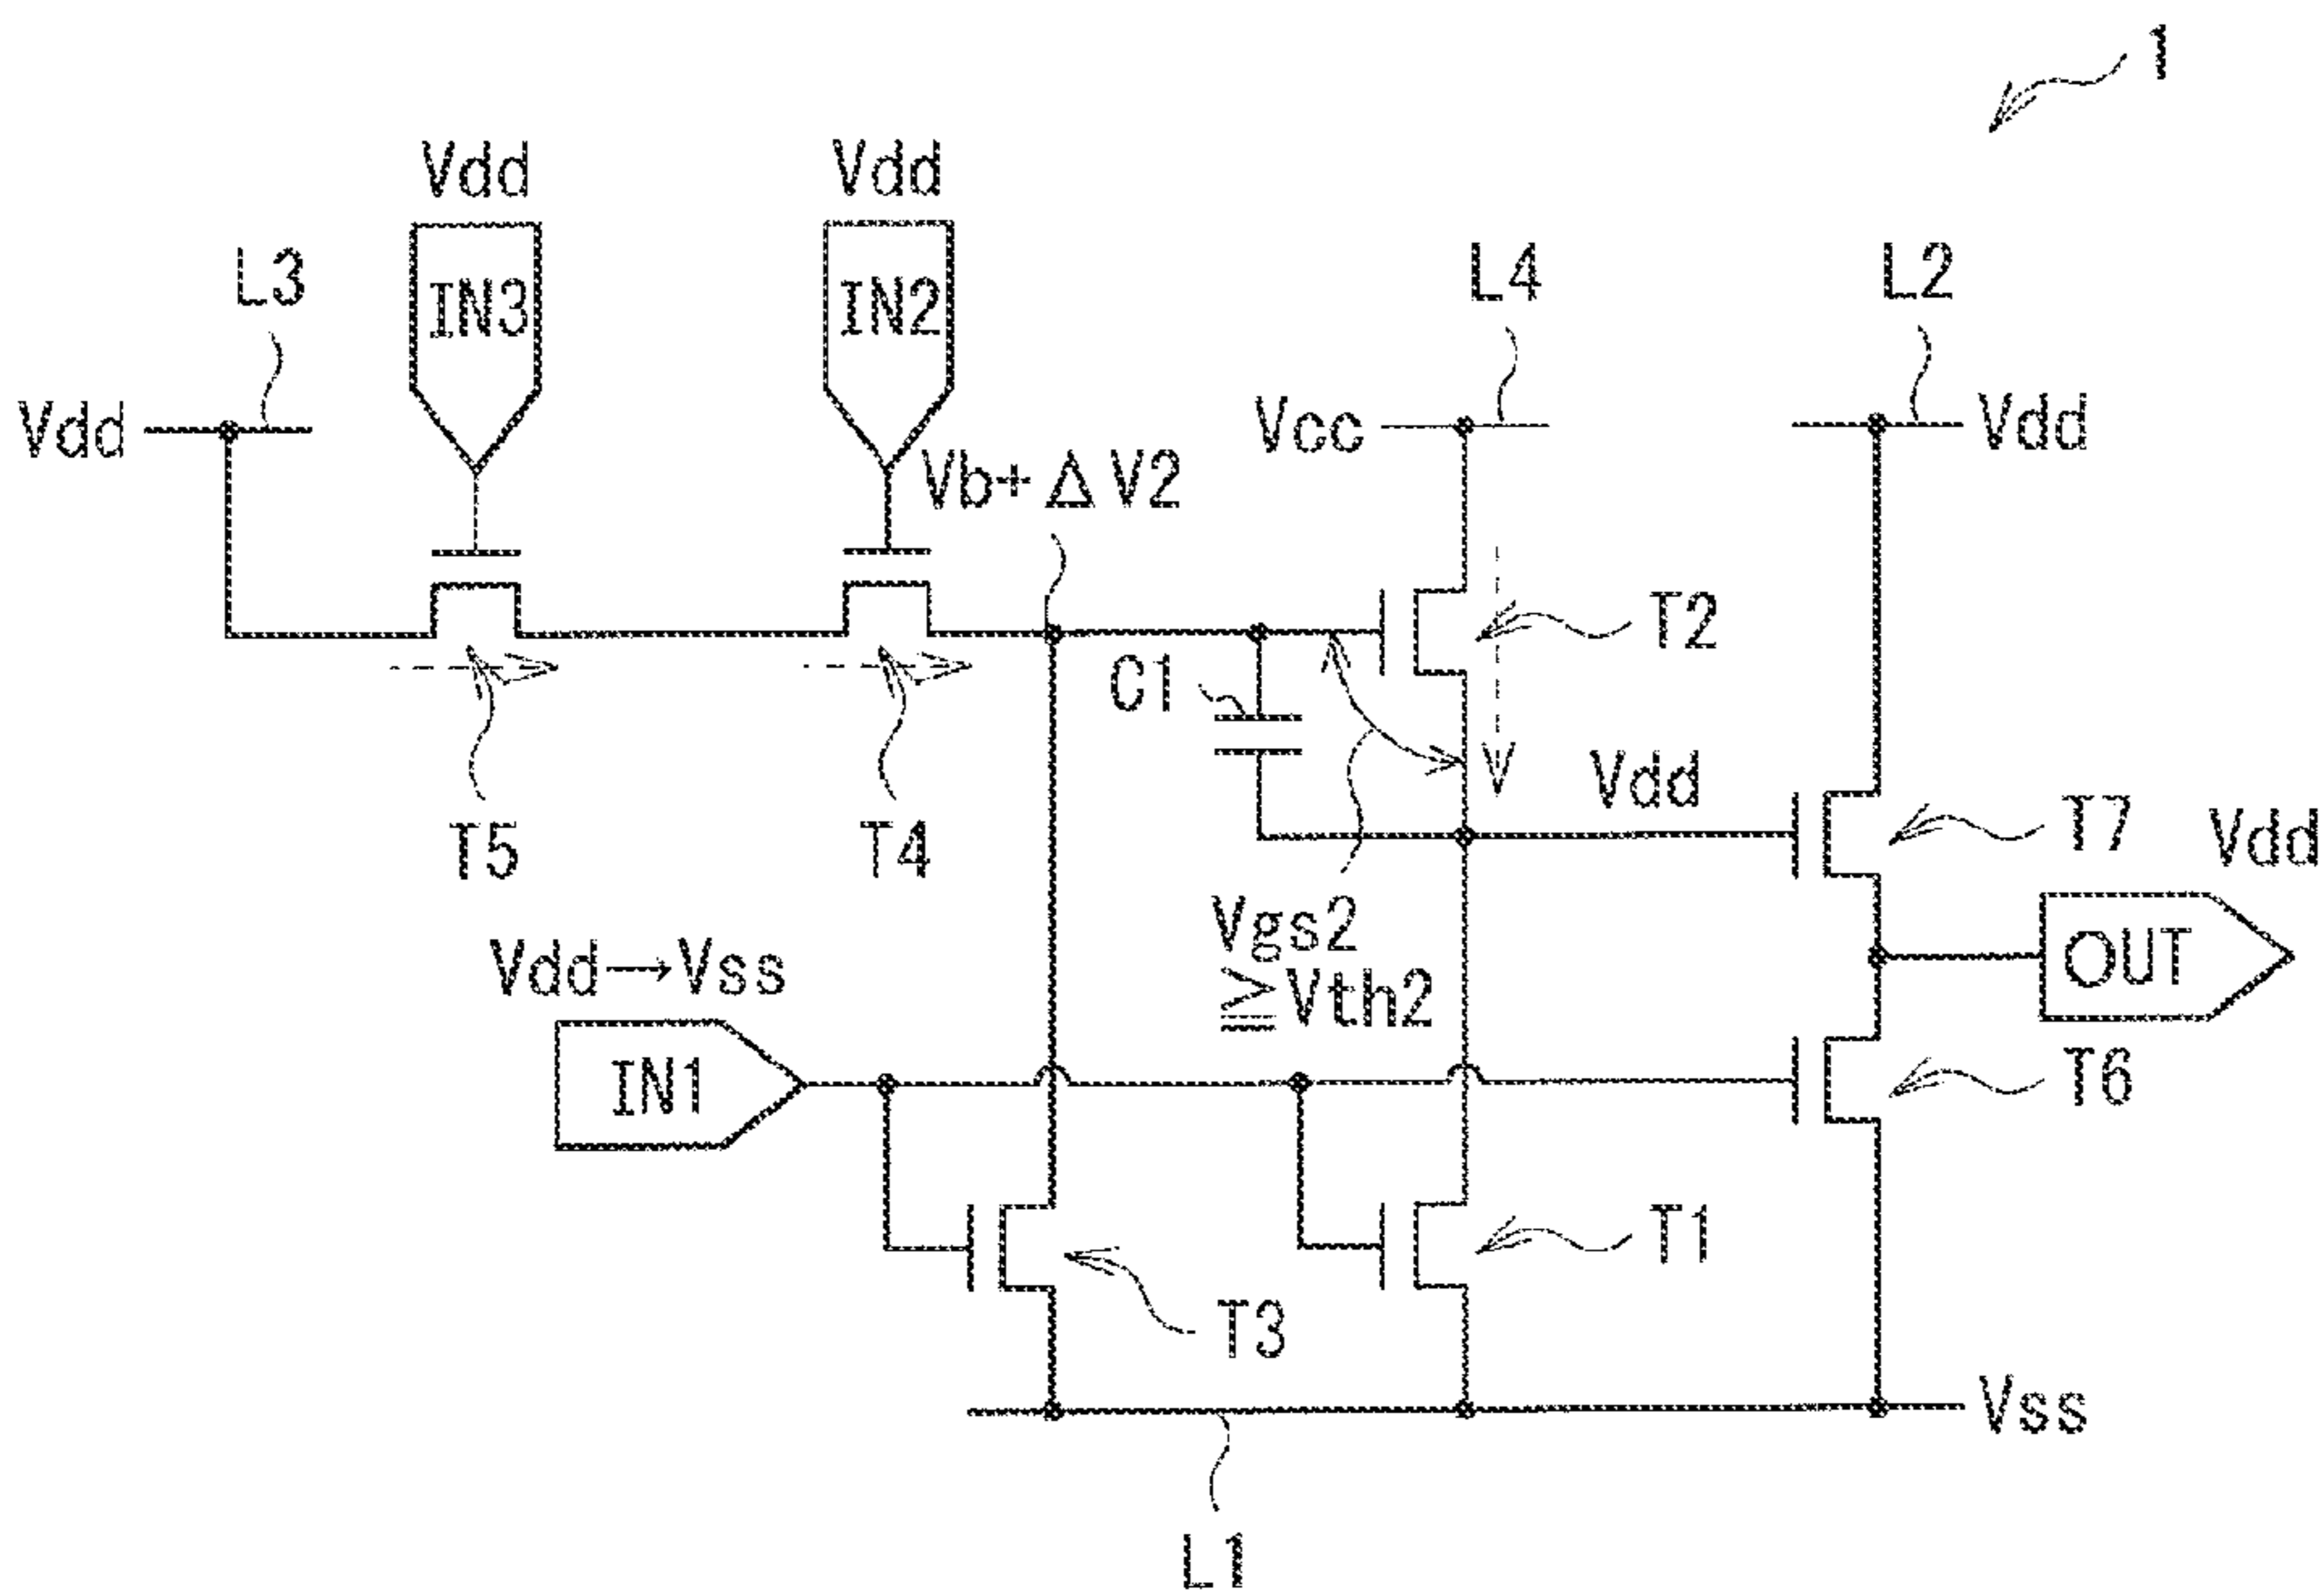 1
Vdd
Vdd
L3
IN3
IN2
L4
L2
Vdd
Vcc
Vdd
Vb+ΔV2
T2
C1
Vdd
T5
T4
T7
Vdd
Vgs2
≧Vth2
Vdd→Vss
OUT
IN1
T6
T1
T3
Vss
L1